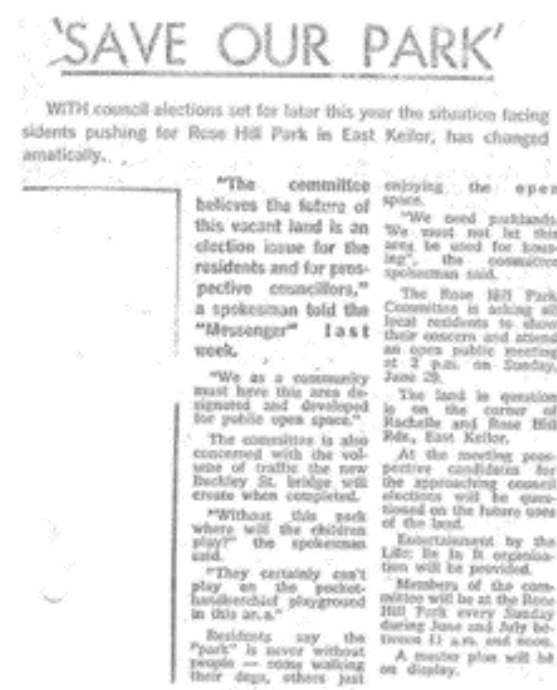 'SAVE OUR PARK'
WITH council elections set for later this year the situation facing
sidents pushing for Rose Hill Park in East Keilor, has changed
amatically.
"The committee
believes the future of
this vacant land is an
election issue for the
residents and for pros-
pective councillors,"
a spokesman told the
"Messenger" last
week.
"We as a community
must have this area de-
signated and developed
for public open space."
The committee is also
concerned with the vol-
ume of traffic the new
Buckley St. bridge will
create when completed.
"Without this park
where will the children
play?" the spokesman
said.
"They certainly can't
play on the pocket-
handkerchief playground
in this area."
Residents say the
"park" is never without
people — some walking
their dogs, others just
enjoying the open
space.
"We need parklands.
We must not let this
area be used for hous-
ing", the committee
spokesman said.
The Rose Hill Park
Committee is asking all
local residents to show
their concern and attend
an open public meeting
at 2 p.m. on Sunday,
June 29.
The land in question
is on the corner of
Rachelle and Rose Hill
Rds., East Keilor.
At the meeting pros-
pective candidates for
the approaching council
elections will be ques-
tioned on the future uses
of the land.
Entertainment by the
Life; Be In It organisa-
tion will be provided.
Members of the com-
mittee will be at the Rose
Hill Park every Sunday
during June and July be-
tween 11 a.m. and noon.
A master plan will be
on display.